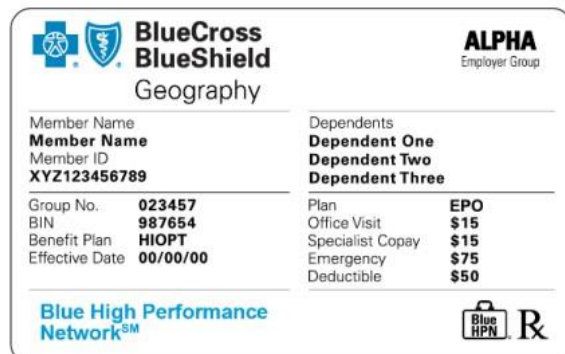 BlueCross
BlueShield
Geography
ALPHA
Employer Group
Member Name
Member Name
Member ID
XYZ123456789
Dependents
Dependent One
Dependent Two
Dependent Three
Group No. 023457
BIN 987654
Benefit Plan HIOPT
Effective Date 00/00/00
Plan EPO
Office Visit $15
Specialist Copay $15
Emergency $75
Deductible $50
Blue High Performance
Network℠
Blue
HPN
Rx